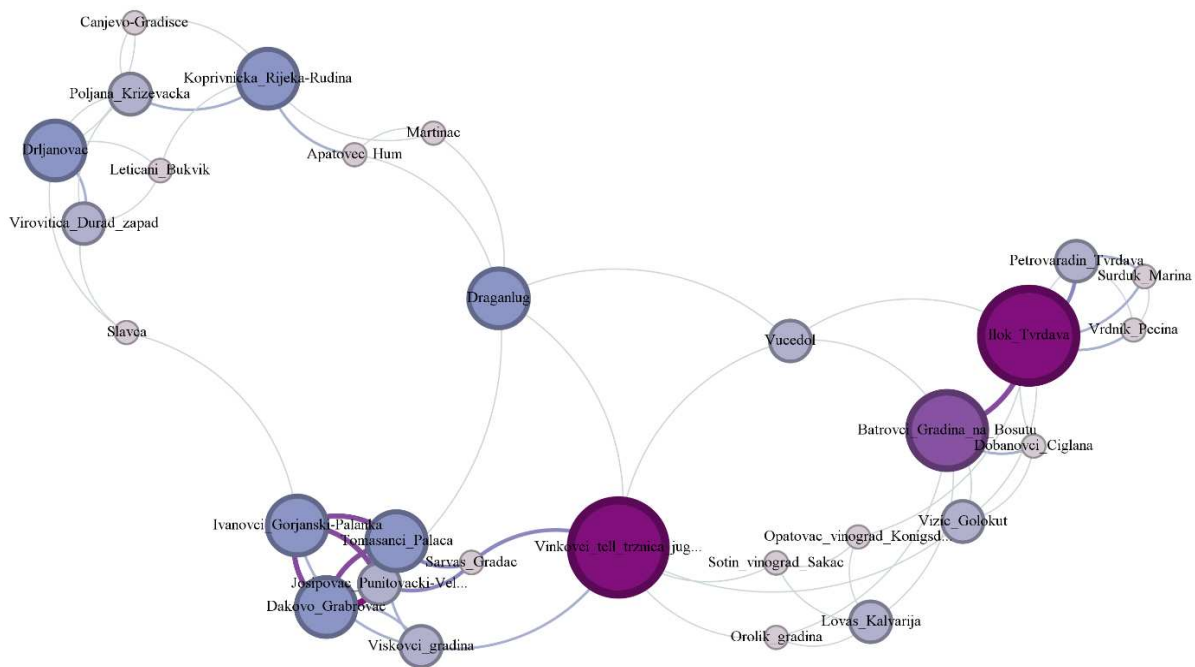 Canjevo-Gradisce
Koprivnicka_Rijeka-Rudina
Poljana_Krizevacka
Martinac
Drljanovac
Apatovec_Hum
Leticani_Bukvik
Virovitica_Durad_zapad
Petrovaradin_Tvrdava
Surduk_Marina
Draganlug
Slavca
Vucedol
Ilok_Tvrdava
Vrdnik_Pecina
Batrovci_Gradina_na_Bosutu
Dobanovci_Ciglana
Ivanovci_Gorjanski-Palanka
Vizic_Golokut
Tomasanci_Palaca
Vinkovci_tell_trznica_jug...
Opatovac_vinograd_Konigsd...
Sarvas_Gradac
Sotin_vinograd_Sakac
Josipovac_Punitovacki-Vel...
Dakovo_Grabrovac
Lovas_Kalvarija
Orolik_gradina
Viskovci_gradina